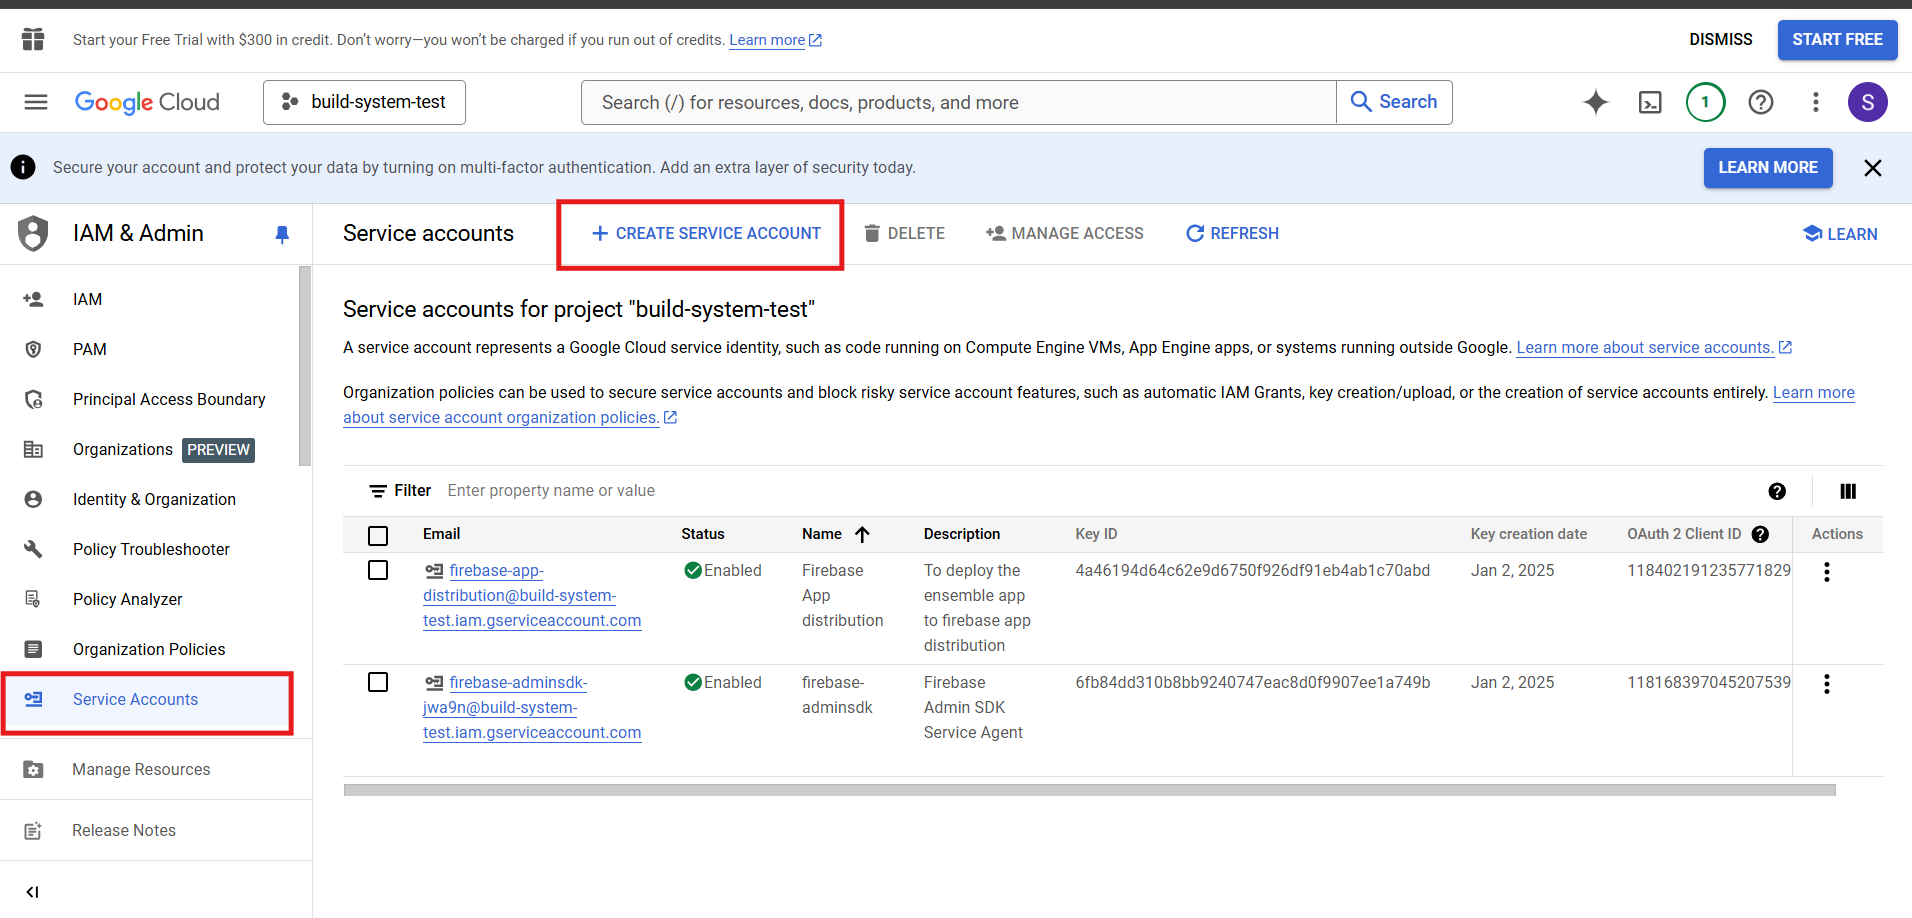 Start your Free Trial with $300 in credit. Don't worry—you won't be charged if you run out of credits. Learn more
DISMISS
START FREE
Google Cloud
build-system-test
Search (/) for resources, docs, products, and more
Search
1
S
Secure your account and protect your data by turning on multi-factor authentication. Add an extra layer of security today.
LEARN MORE
IAM & Admin
Service accounts
CREATE SERVICE ACCOUNT
DELETE
MANAGE ACCESS
REFRESH
LEARN
IAM
PAM
Principal Access Boundary
Organizations PREVIEW
Identity & Organization
Policy Troubleshooter
Policy Analyzer
Organization Policies
Service Accounts
Manage Resources
Release Notes
Service accounts for project "build-system-test"
A service account represents a Google Cloud service identity, such as code running on Compute Engine VMs, App Engine apps, or systems running outside Google. Learn more about service accounts.
Organization policies can be used to secure service accounts and block risky service account features, such as automatic IAM Grants, key creation/upload, or the creation of service accounts entirely. Learn more
about service account organization policies.
Filter Enter property name or value
Email
Status
Name
Description
Key ID
Key creation date
OAuth 2 Client ID
Actions
firebase-app-
distribution@build-system-
test.iam.gserviceaccount.com
Enabled
Firebase
App
distribution
To deploy the
ensemble app
to firebase app
distribution
4a46194d64c62e9d6750f926df91eb4ab1c70abd
Jan 2, 2025
118402191235771829
firebase-adminsdk-
jwa9n@build-system-
test.iam.gserviceaccount.com
Enabled
firebase-
adminsdk
Firebase
Admin SDK
Service Agent
6fb84dd310b8bb9240747eac8d0f9907ee1a749b
Jan 2, 2025
118168397045207539